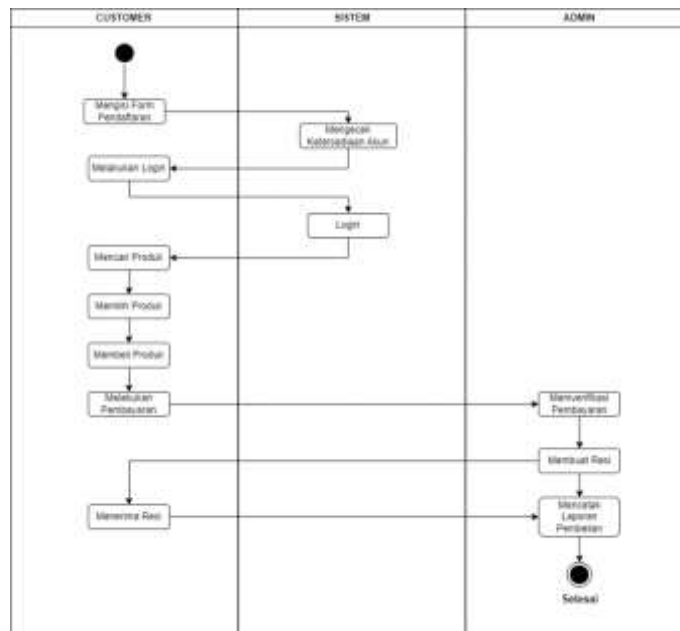 CUSTOMER
SISTEM
ADMIN
Mengisi Form
Pendaftaran
Mengecek
Ketersediaan Akun
Melakukan Login
Login
Mencari Produk
Memilih Produk
Membeli Produk
Melakukan
Pembayaran
Memverifikasi
Pembayaran
Membuat Resi
Menerima Resi
Mencatat
Laporan
Pembelian
Selesai